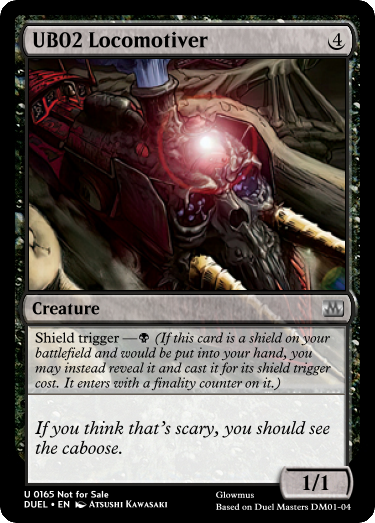 UB02 Locomotiver 4
Creature
Shield trigger — (If this card is a shield on your
battlefield and would be put into your hand, you
may instead reveal it and cast it for its shield trigger
cost. It enters with a finality counter on it.)
If you think that's scary, you should see
the caboose.
1/1
U 0165 Not for Sale
DUEL • EN ATSUSHI KAWASAKI
Glowmus
Based on Duel Masters DM01-04